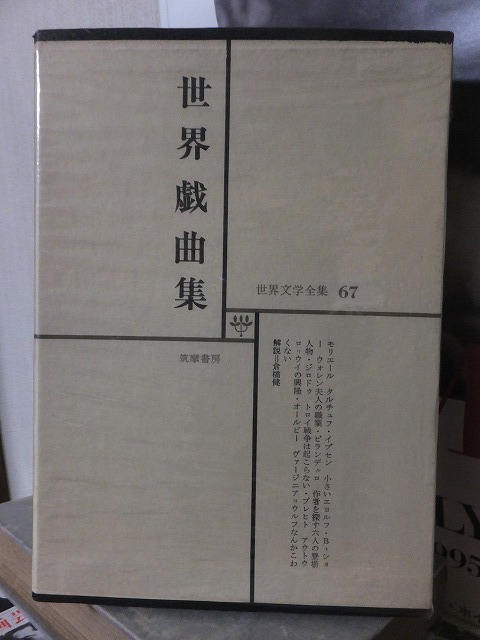 世界戯曲集
世界文学全集 67
筑摩書房
モリエール タルチュフ・イプセン 小さいエヨルフ・B・ショ
ー ウォレン夫人の職業・ピランデルロ 作者を探す六人の登場
人物・ジロドゥ トロイ戦争は起こらない・ブレヒト アウトウ
ロ・ウイの興隆・オールビー ヴァージニア・ウルフなんかこわ
くない
解説=倉橋健
LY
1995